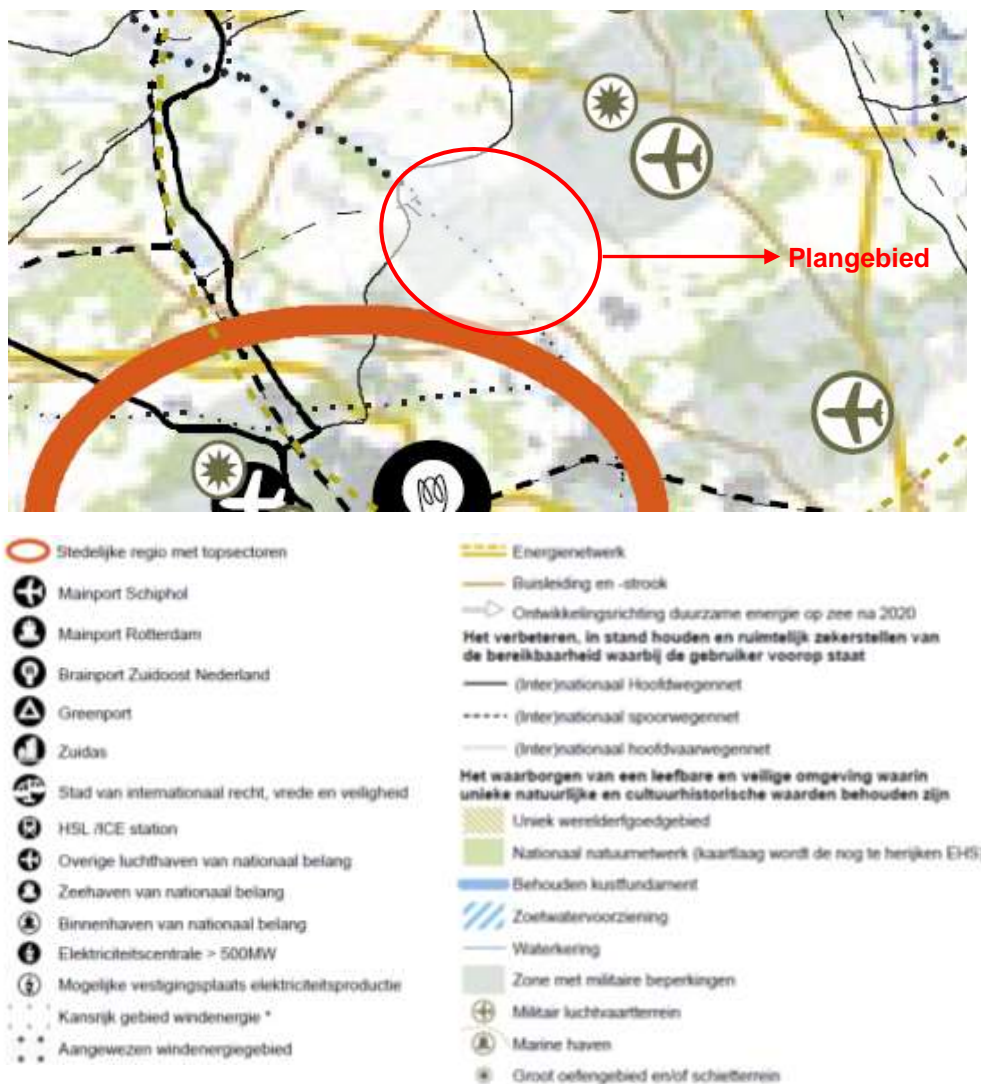 Plangebied
Stedelijke regio met topsectoren
Mainport Schiphol
Mainport Rotterdam
Brainport Zuidoost Nederland
Greenport
Zuidas
Stad van internationaal recht, vrede en veiligheid
HSL /ICE station
Overige luchthaven van nationaal belang
Zeehaven van nationaal belang
Binnenhaven van nationaal belang
Elektriciteitscentrale > 500MW
Mogelijke vestigingsplaats elektriciteitsproductie
Kansrijk gebied windenergie *
Aangewezen windenergiegebied
Energienetwerk
Buisleiding en -strook
Ontwikkelingsrichting duurzame energie op zee na 2020
Het verbeteren, in stand houden en ruimtelijk zekerstellen van
de bereikbaarheid waarbij de gebruiker voorop staat
(Inter)nationaal Hoofdwegennet
(Inter)nationaal spoorwegennet
(Inter)nationaal hoofdvaarwegennet
Het waarborgen van een leefbare en veilige omgeving waarin
unieke natuurlijke en cultuurhistorische waarden behouden zijn
Uniek werelderfgoedgebied
Nationaal natuurnetwerk (kaartlaag wordt de nog te herijken EHS)
Behouden kustfundament
Zoetwatervoorziening
Waterkering
Zone met militaire beperkingen
Militair luchtvaartterrein
Marine haven
Groot oefengebied en/of schietterrein